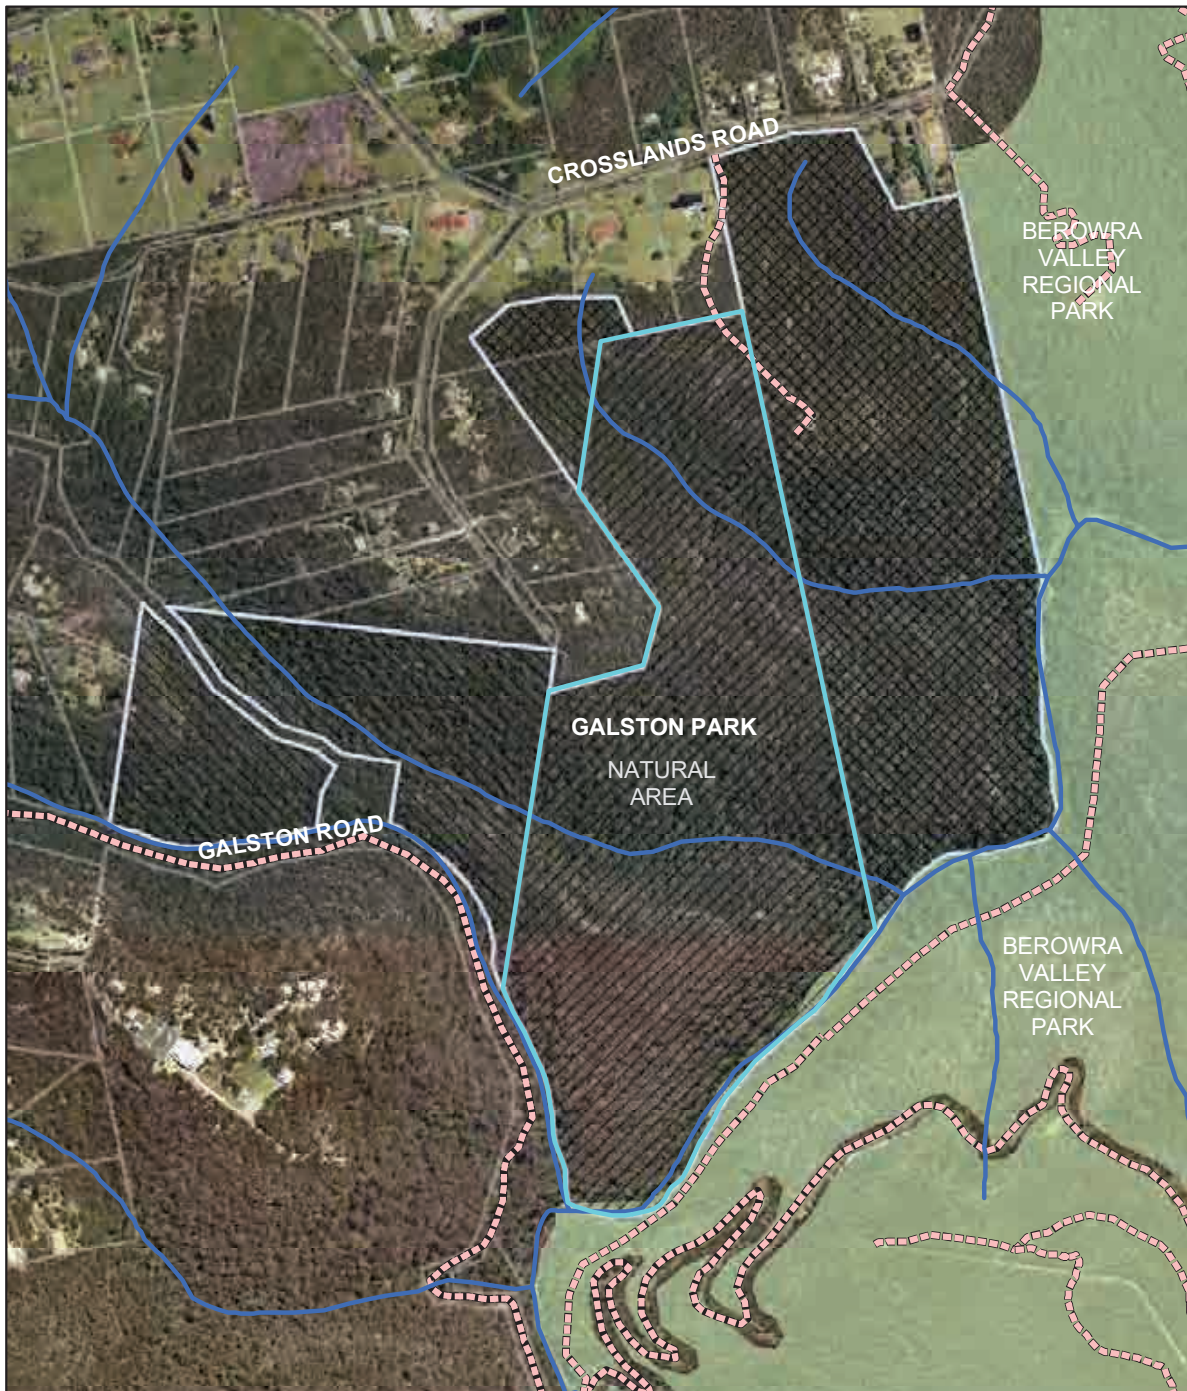 CROSSLANDS ROAD
BEROWRA
VALLEY
REGIONAL
PARK
GALSTON PARK
NATURAL
AREA
GALSTON ROAD
BEROWRA
VALLEY
REGIONAL
PARK